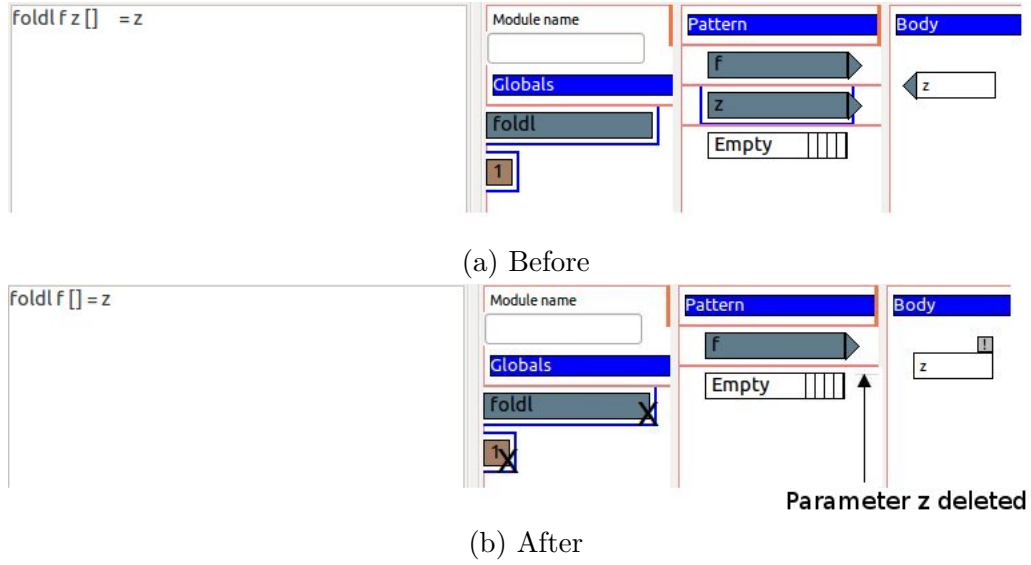 foldl f z [] = z
Module name
Globals
foldl
1
Pattern
f
z
Empty
Body
z
(a) Before
foldl f [] = z
Module name
Globals
foldl
X
1
X
Pattern
f
Empty
Body
!
z
Parameter z deleted
(b) After